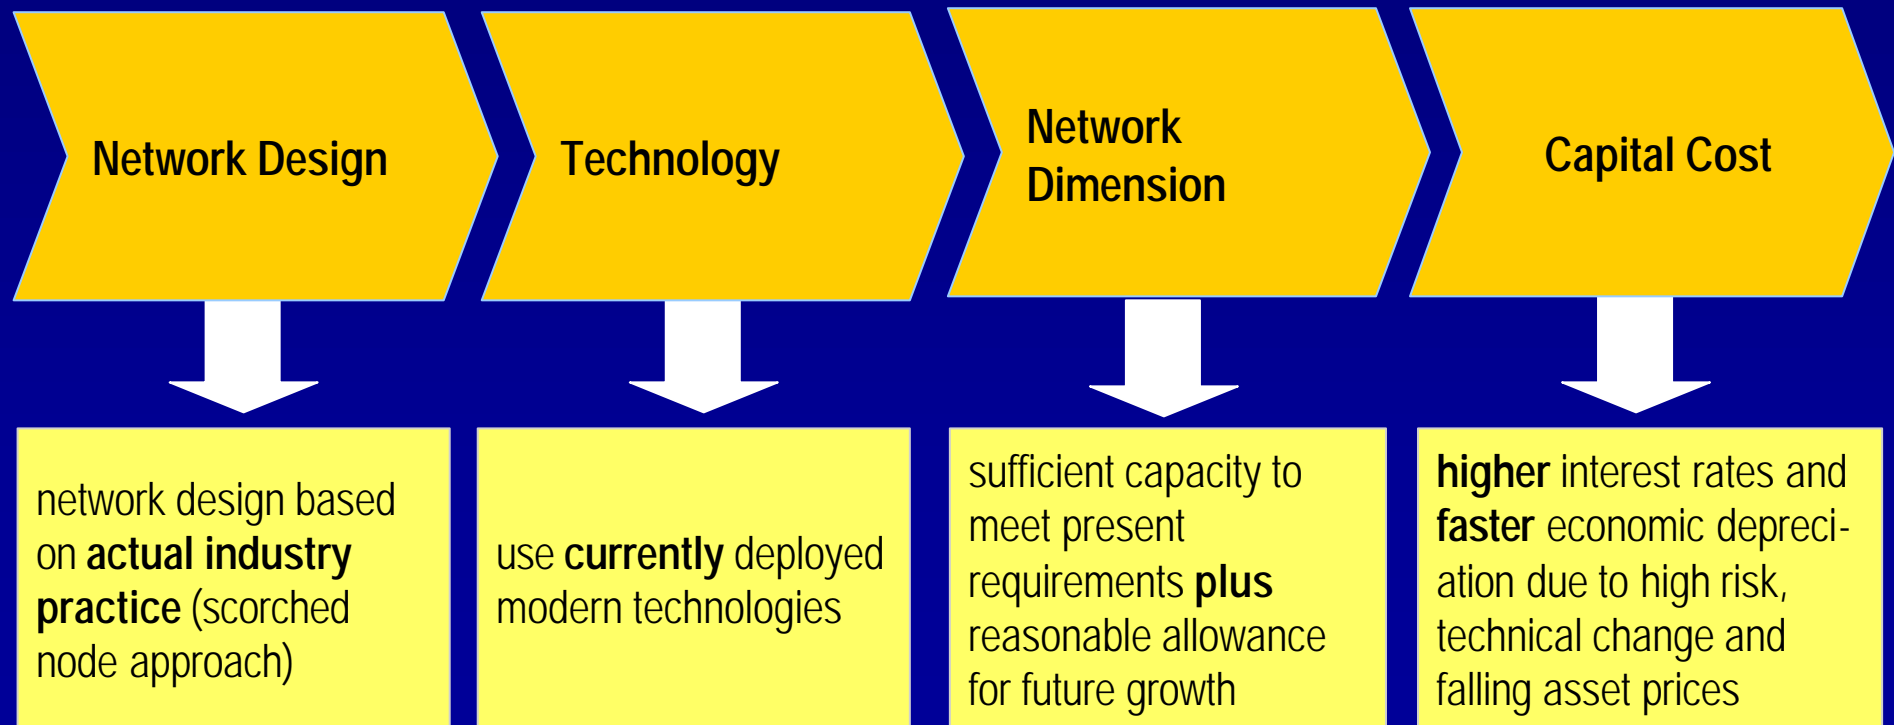 Network Design
Technology
Network
Dimension
Capital Cost
network design based
on actual industry
practice (scorched
node approach)
use currently deployed
modern technologies
sufficient capacity to
meet present
requirements plus
reasonable allowance
for future growth
higher interest rates and
faster economic depreci-
ation due to high risk,
technical change and
falling asset prices